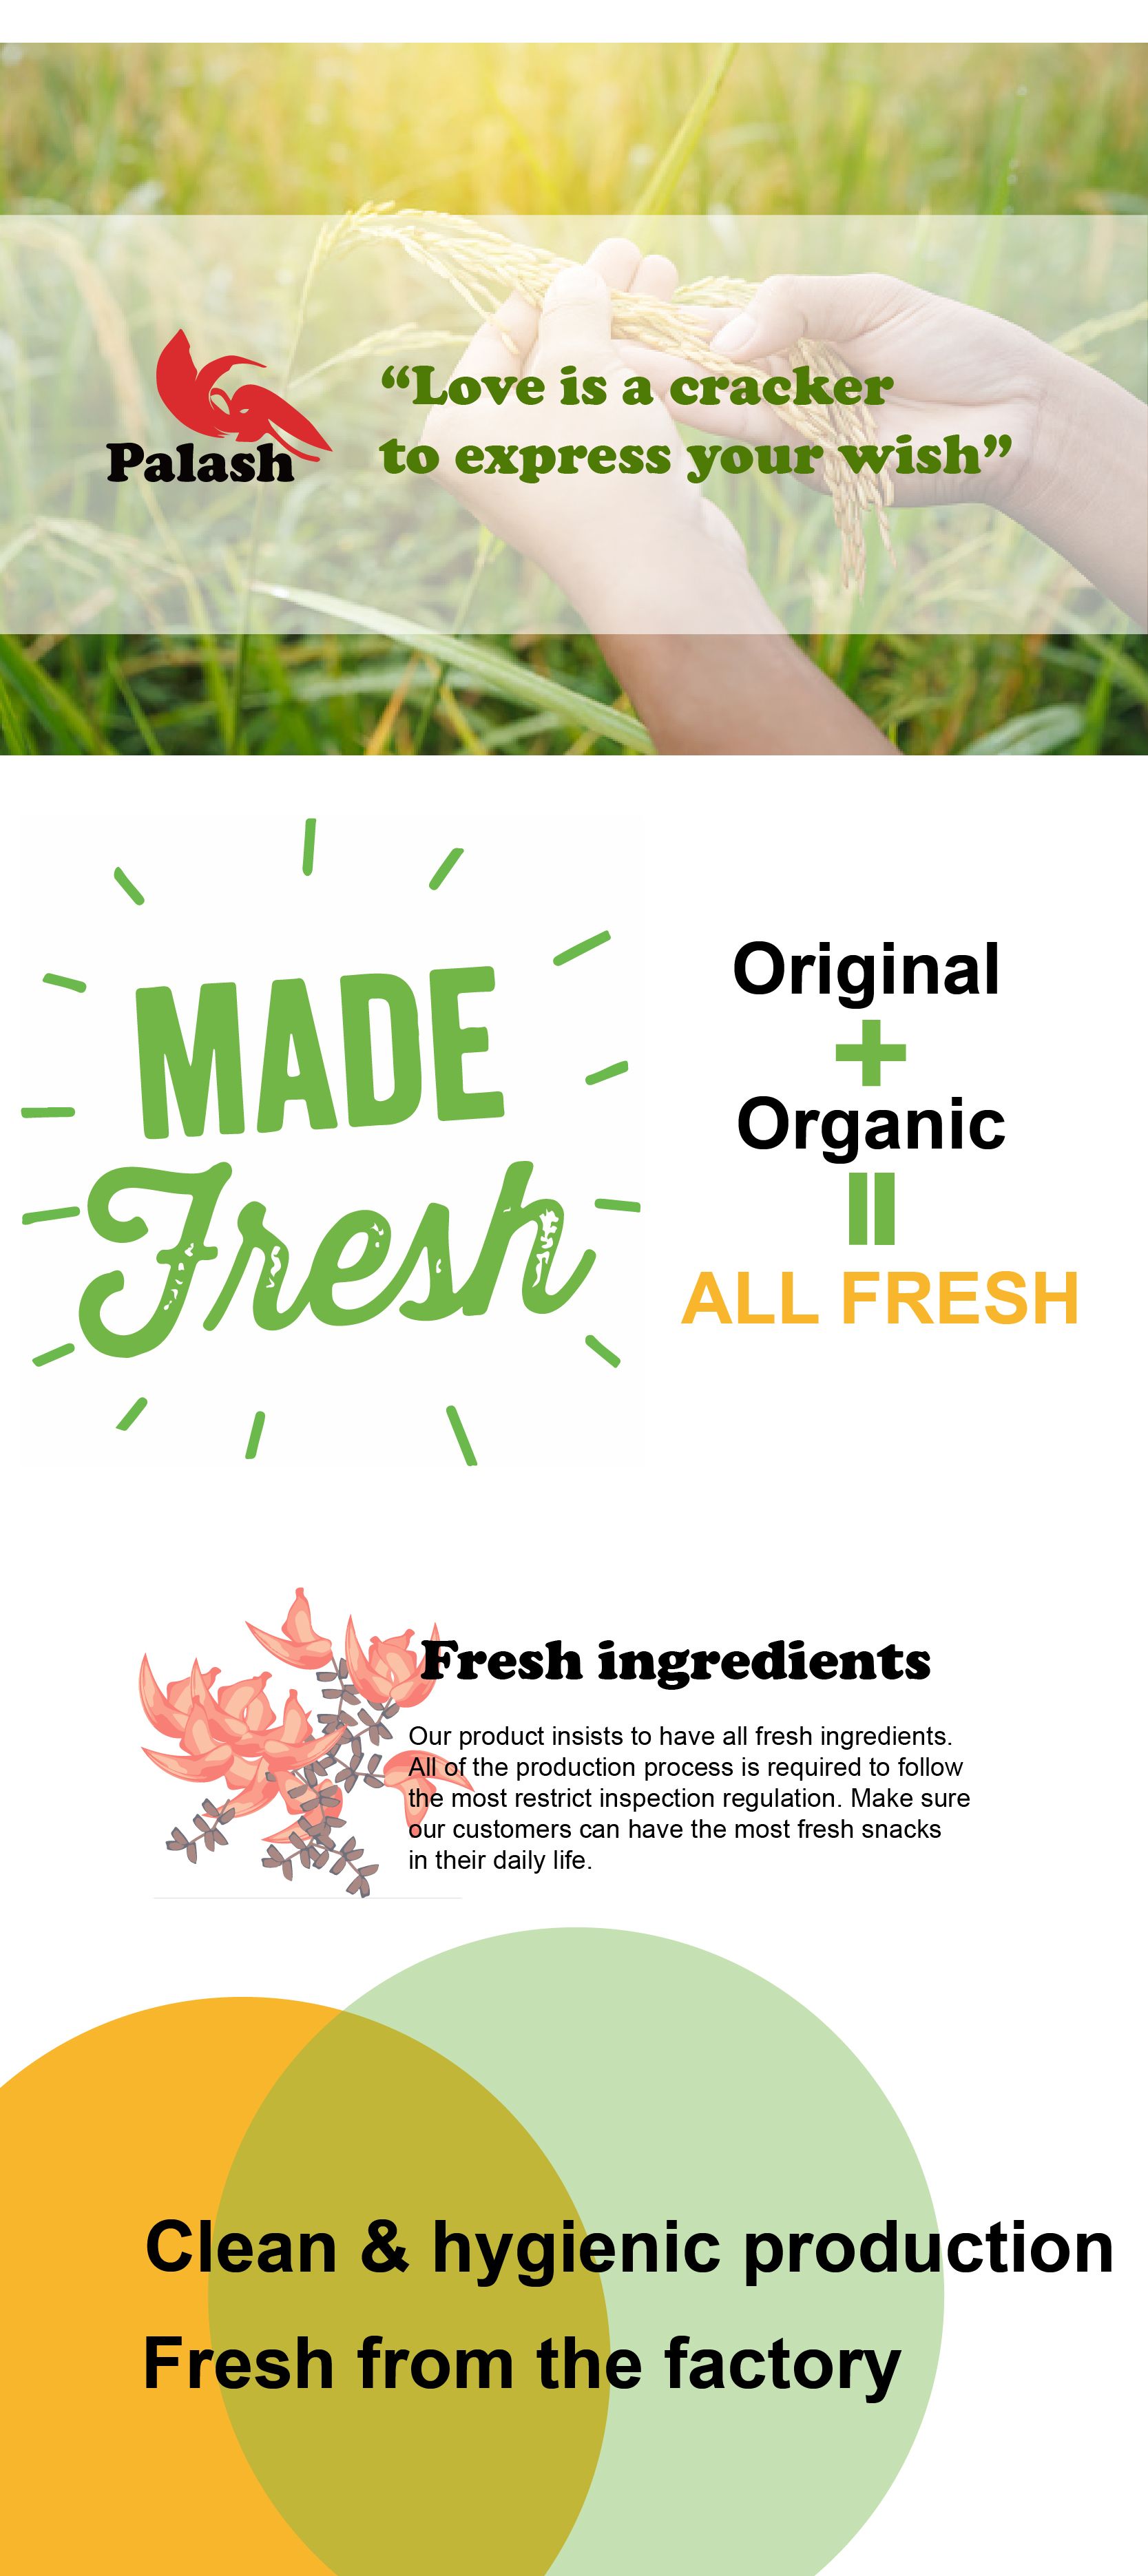 Palash
“Love is a cracker
to express your wish”
MADE
Fresh
Original
+
Organic
=
ALL FRESH
Fresh ingredients
Our product insists to have all fresh ingredients.
All of the production process is required to follow
the most restrict inspection regulation. Make sure
our customers can have the most fresh snacks
in their daily life.
Clean & hygienic production
Fresh from the factory